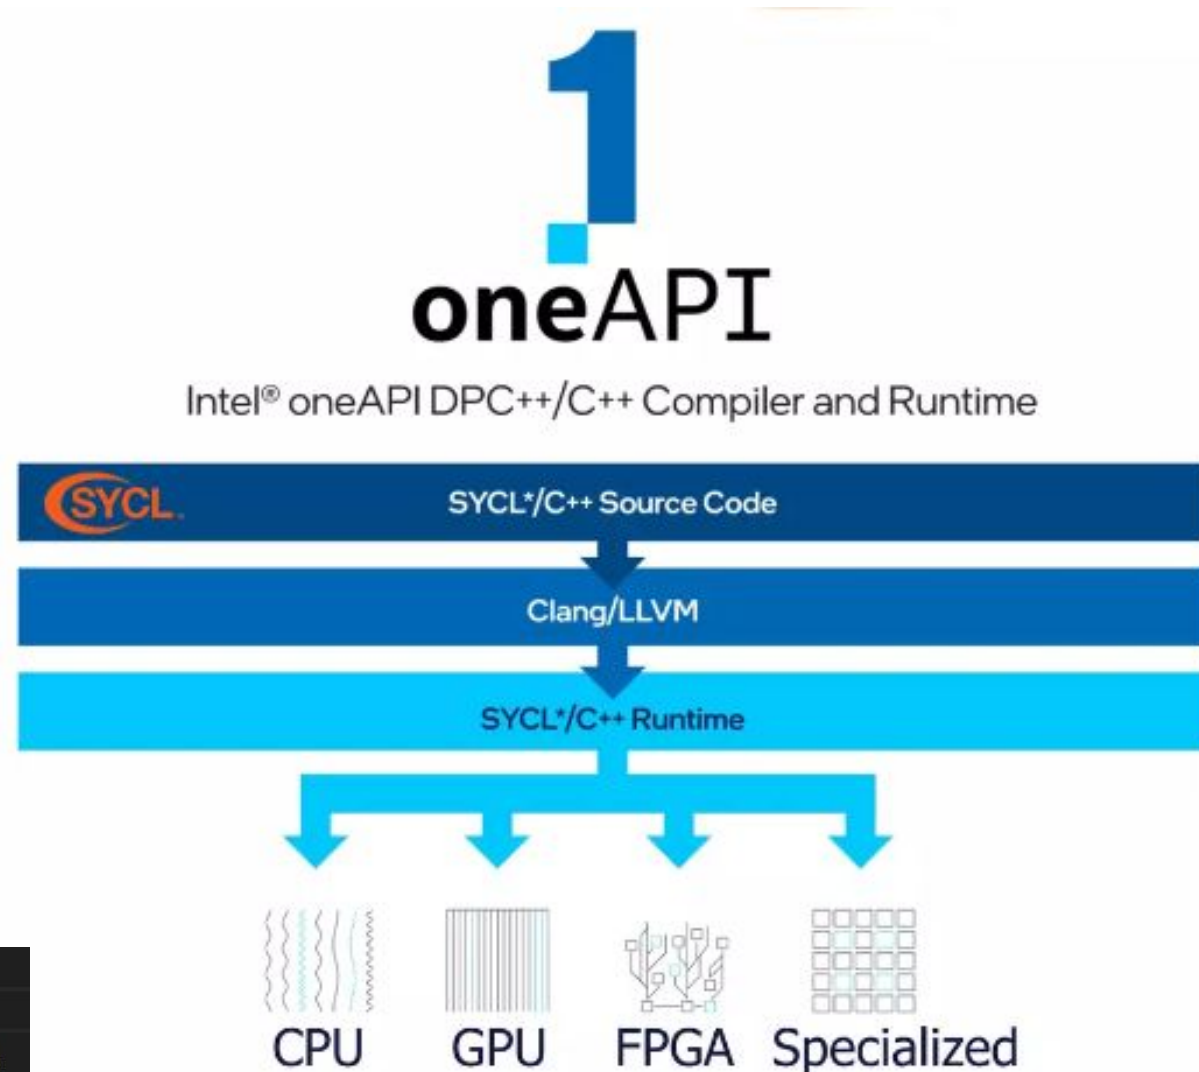 1
oneAPI
Intel® oneAPI DPC++/C++ Compiler and Runtime
SYCL™
SYCL*/C++ Source Code
Clang/LLVM
SYCL*/C++ Runtime
CPU GPU FPGA Specialized